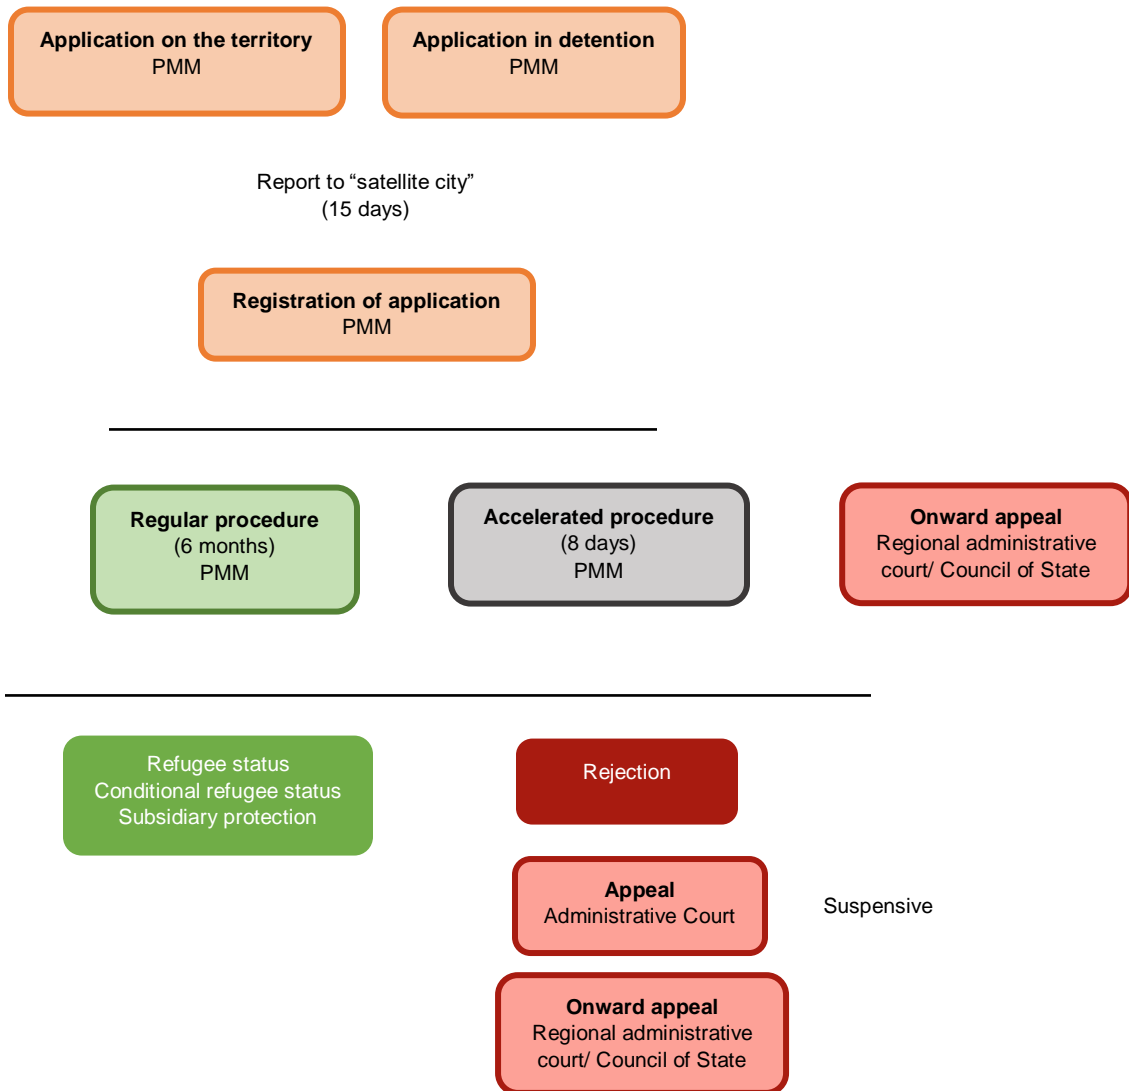 Application on the territory
PMM
Application in detention
PMM
Report to “satellite city”
(15 days)
Registration of application
PMM
Regular procedure
(6 months)
PMM
Accelerated procedure
(8 days)
PMM
Onward appeal
Regional administrative
court/ Council of State
Refugee status
Conditional refugee status
Subsidiary protection
Rejection
Appeal
Administrative Court
Suspensive
Onward appeal
Regional administrative
court/ Council of State